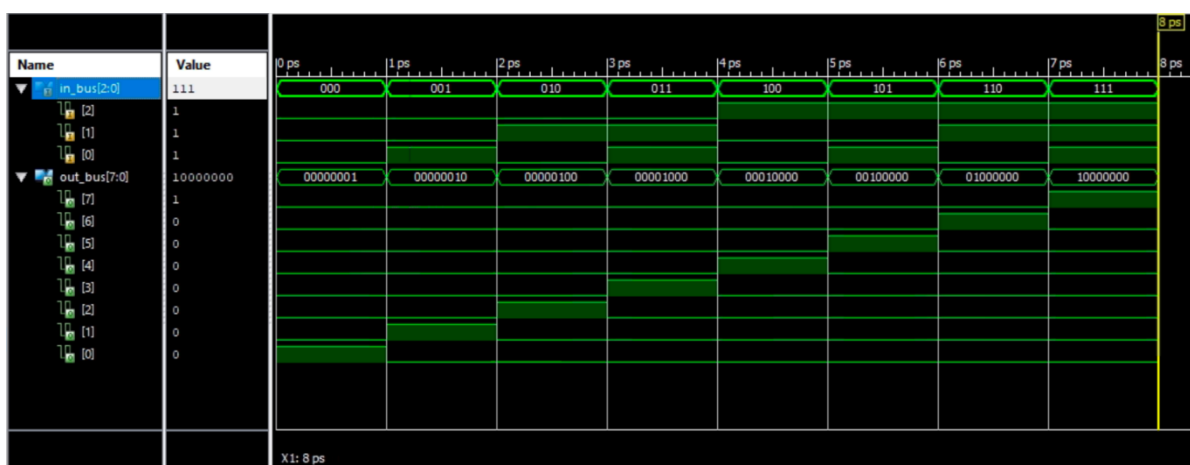 8 ps
Name Value 0 ps 1 ps 2 ps 3 ps 4 ps 5 ps 6 ps 7 ps 8 ps
in_bus[2:0] 111 000 001 010 011 100 101 110 111
[2] 1
[1] 1
[0] 1
out_bus[7:0] 10000000 00000001 00000010 00000100 00001000 00010000 00100000 01000000 10000000
[7] 1
[6] 0
[5] 0
[4] 0
[3] 0
[2] 0
[1] 0
[0] 0
X1: 8 ps